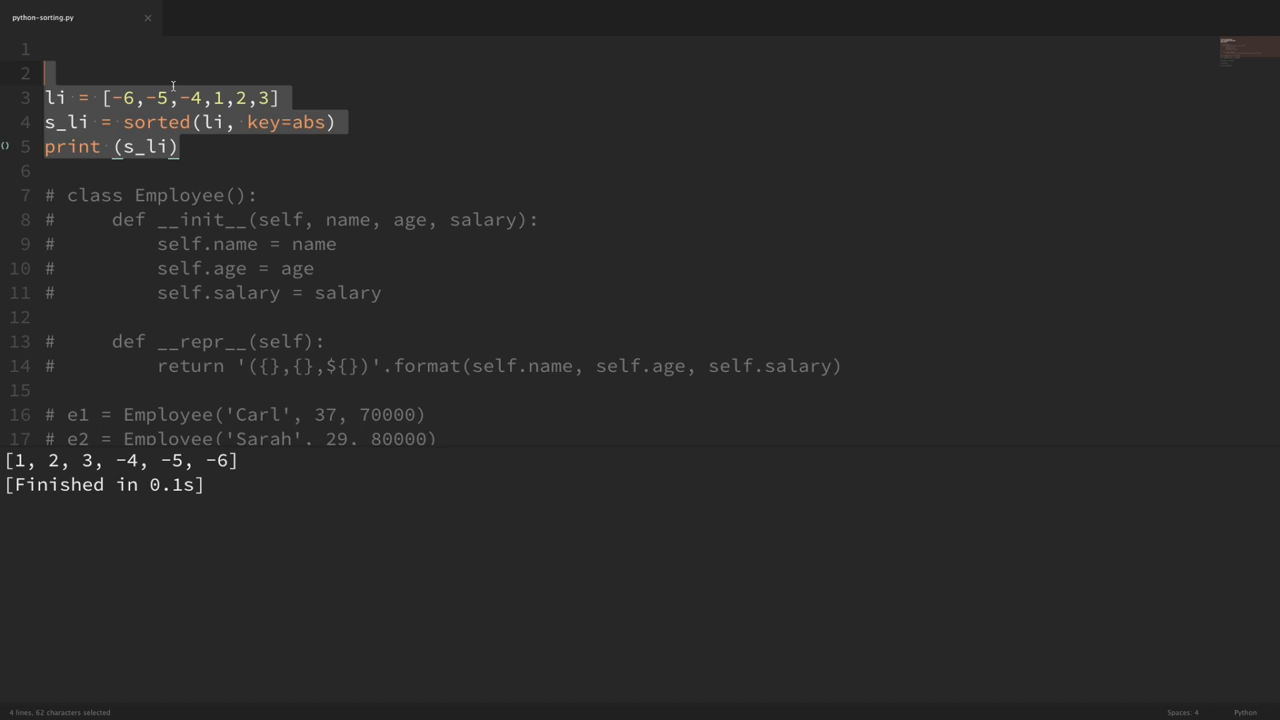 python-sorting.py ×
1
2
3 li = [-6,-5,-4,1,2,3]
4 s_li = sorted(li, key=abs)
5 print (s_li)
6
7 # class Employee():
8 #     def __init__(self, name, age, salary):
9 #         self.name = name
10 #         self.age = age
11 #         self.salary = salary
12
13 #     def __repr__(self):
14 #         return '({},{},${})'.format(self.name, self.age, self.salary)
15
16 # e1 = Employee('Carl', 37, 70000)
17 # e2 = Employee('Sarah', 29, 80000)
[1, 2, 3, -4, -5, -6]
[Finished in 0.1s]
4 lines, 62 characters selected Spaces: 4 Python